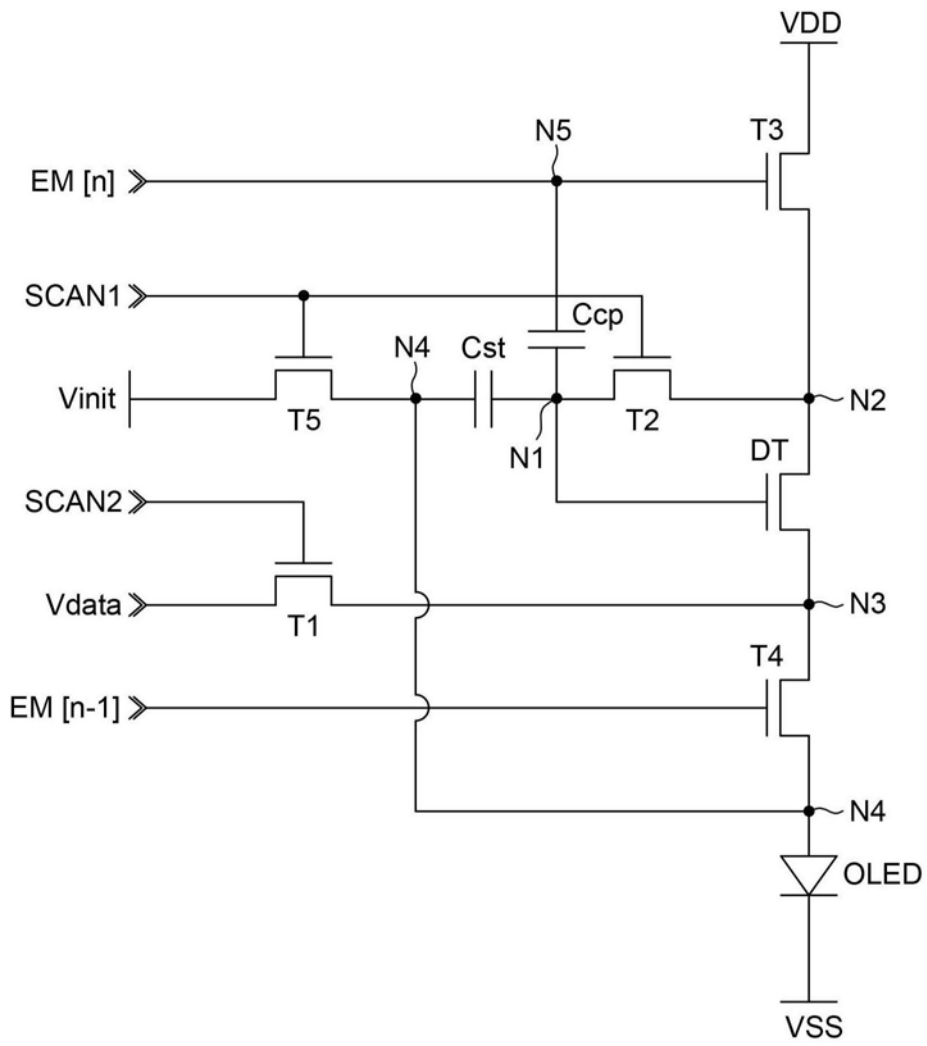 VDD
T3
N5
EM [n]
SCAN1
Ccp
N4
Cst
Vinit
T5
N1
T2
N2
DT
SCAN2
Vdata
T1
N3
T4
EM [n-1]
N4
OLED
VSS